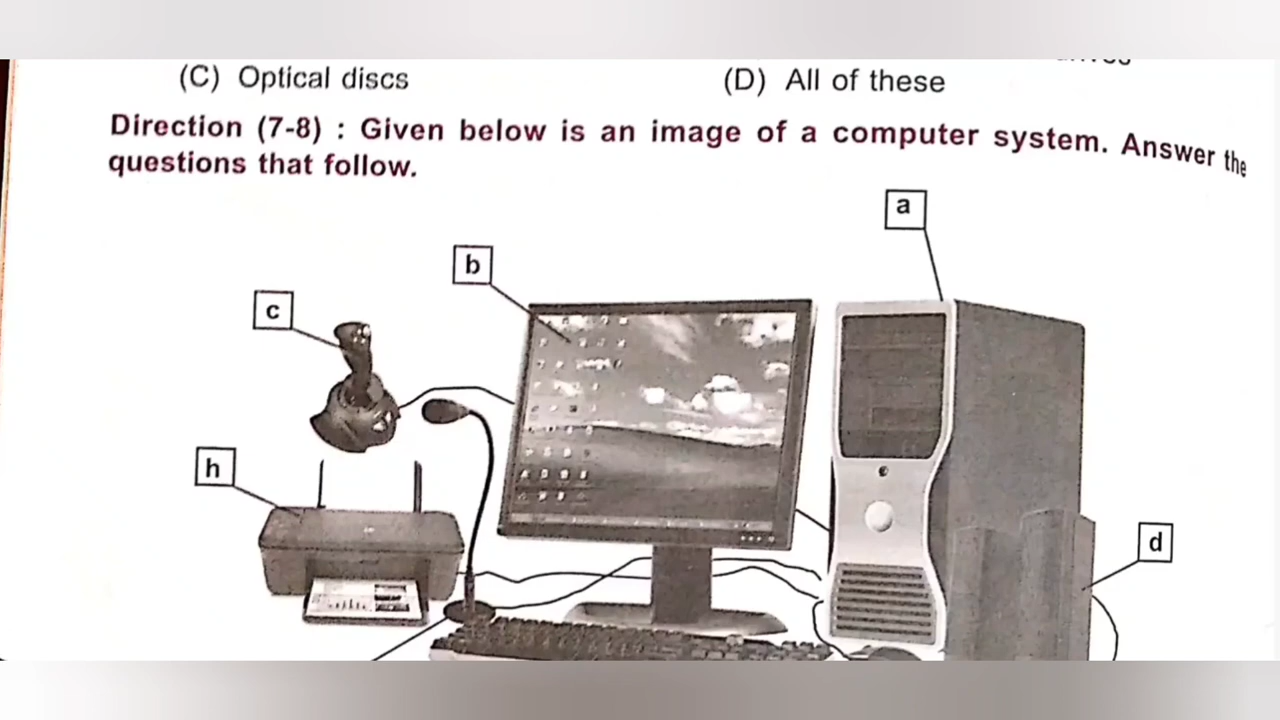 (C) Optical discs
(D) All of these
Direction (7-8) : Given below is an image of a computer system. Answer the
questions that follow.
a
b
c
h
d